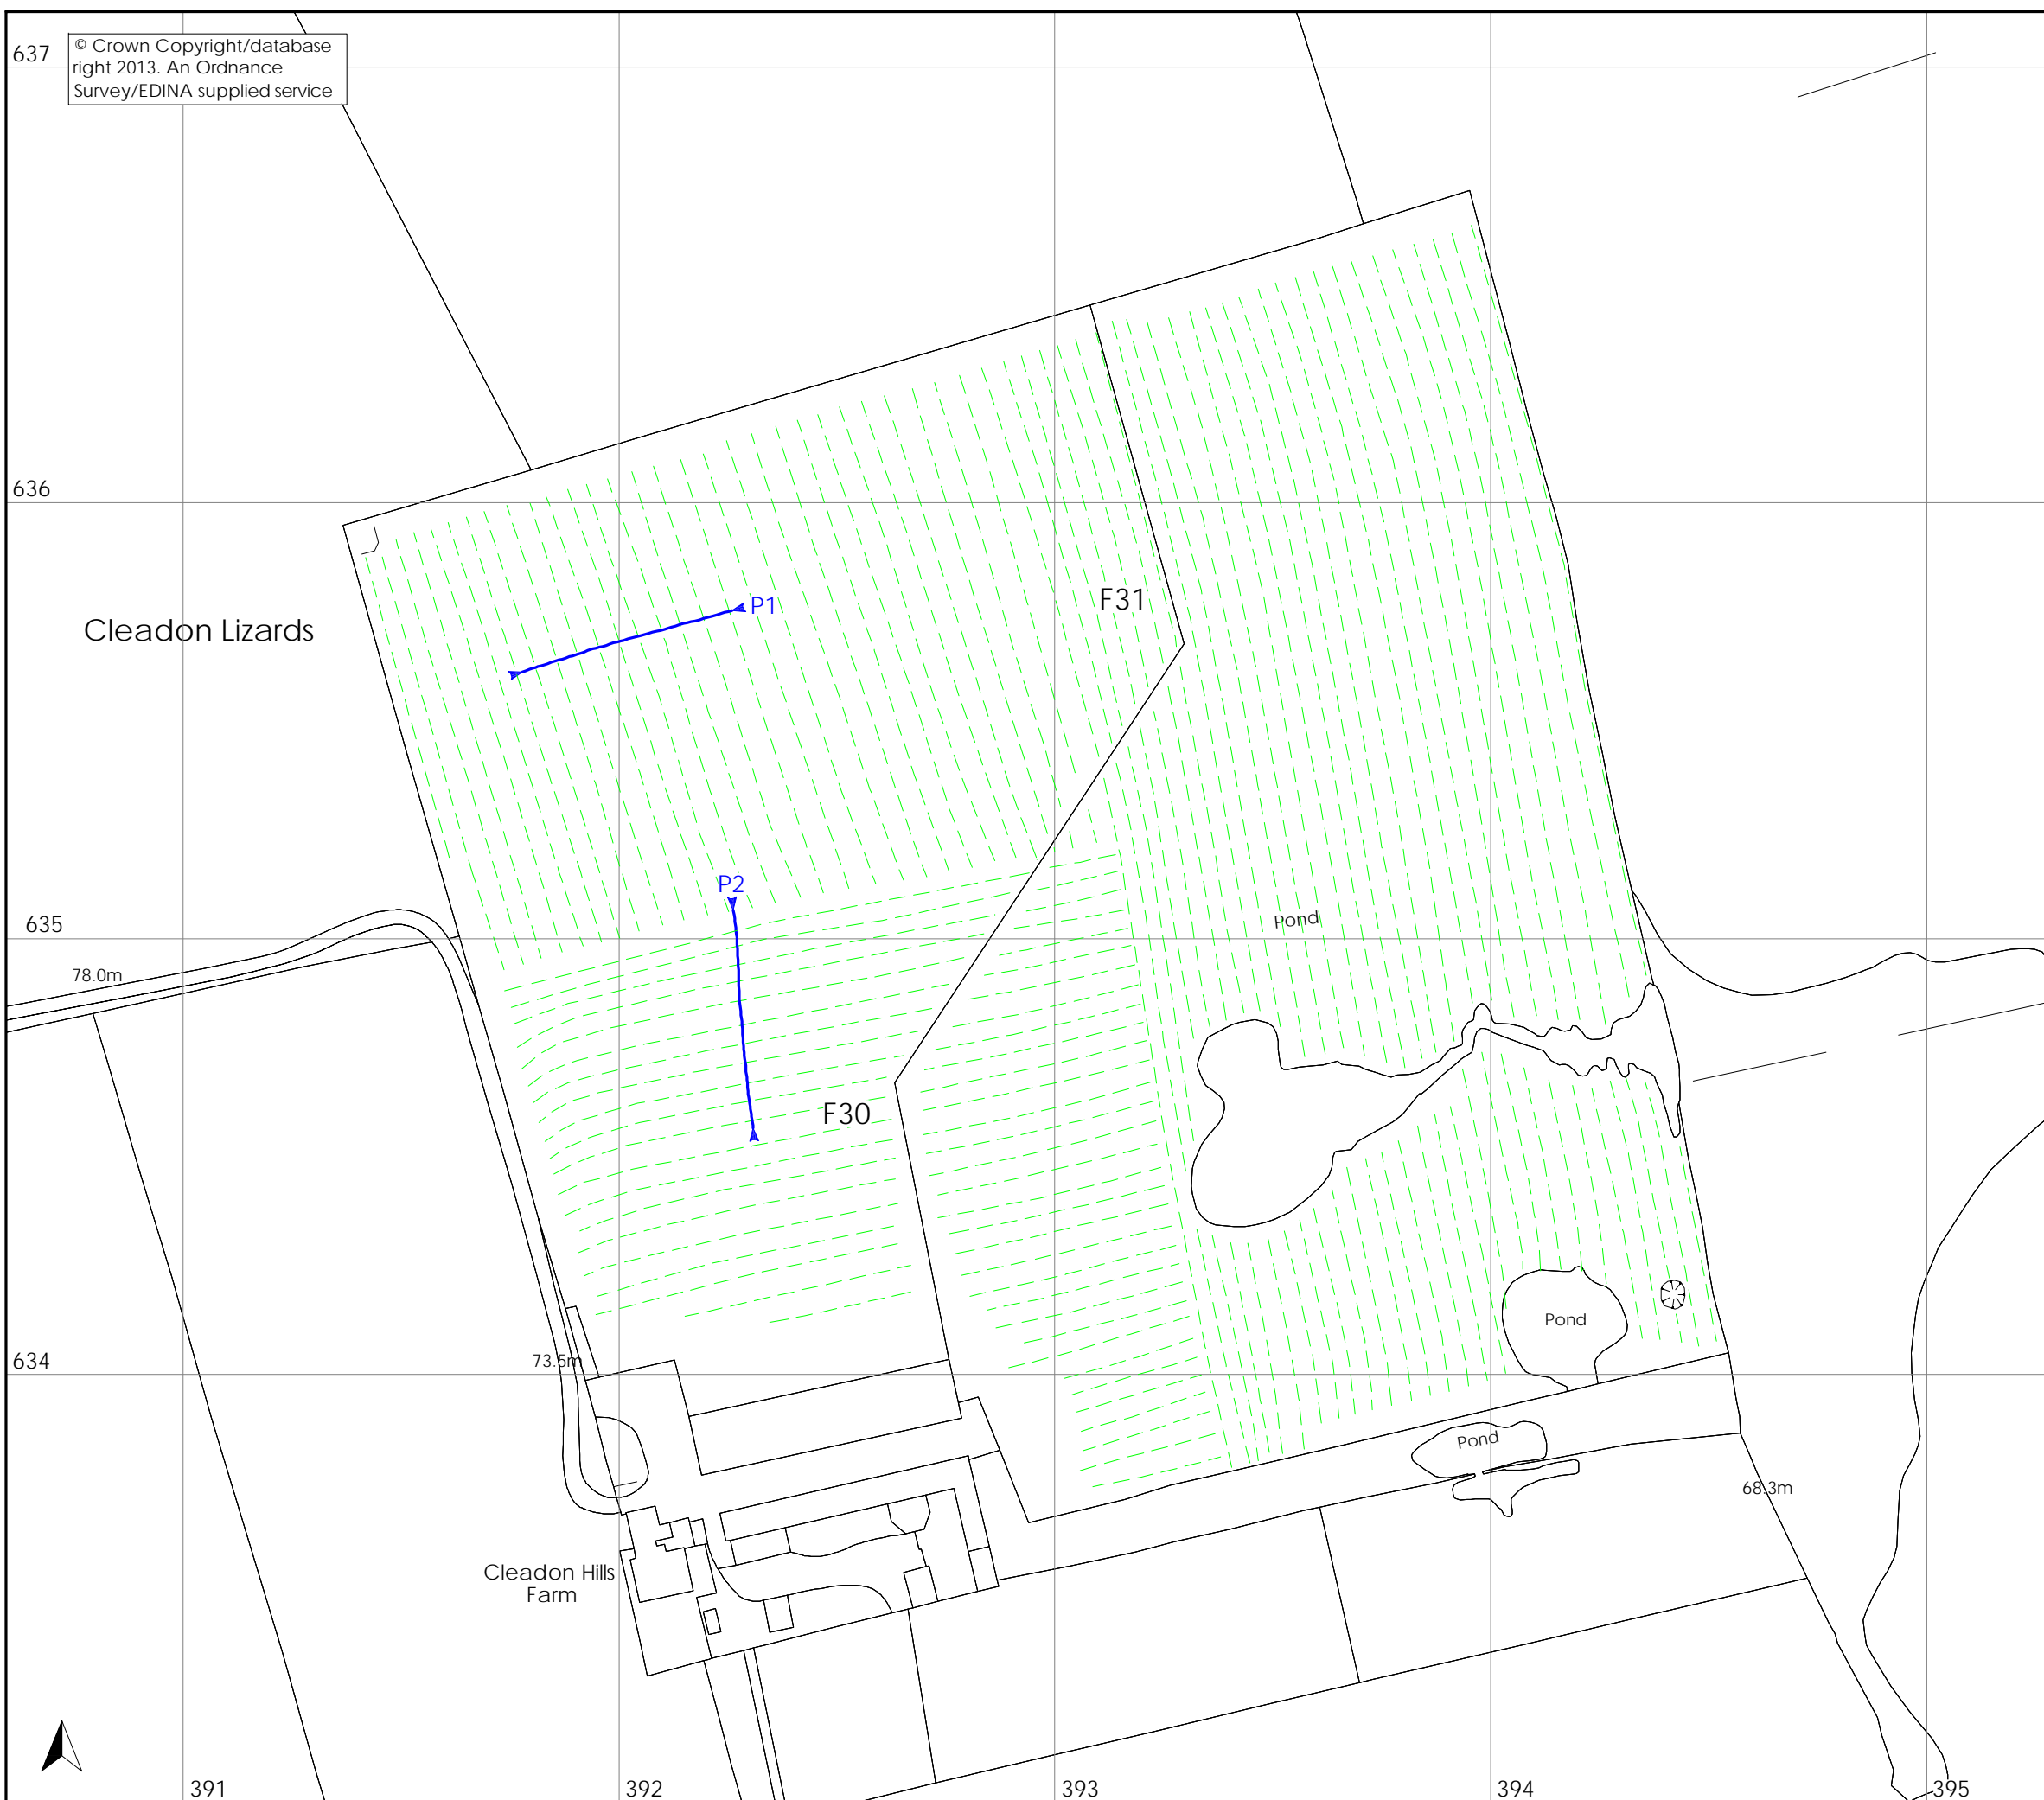 637
© Crown Copyright/database
right 2013. An Ordnance
Survey/EDINA supplied service
636
F31
P1
Cleadon Lizards
P2
635
Pond
78.0m
F30
Pond
634
73.5m
Pond
68.3m
Cleadon Hills
Farm
391
392
393
394
395